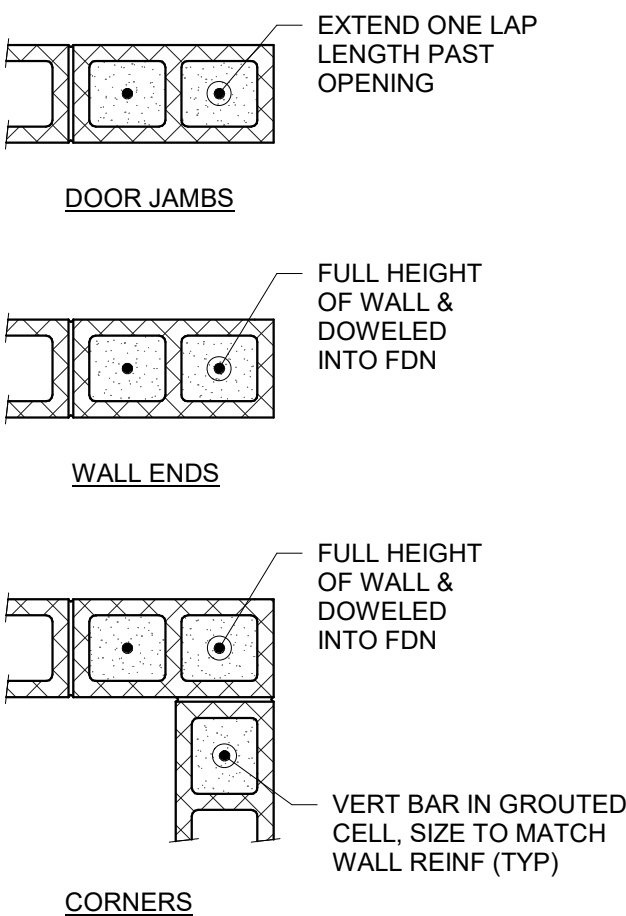 EXTEND ONE LAP
LENGTH PAST
OPENING
DOOR JAMBS
FULL HEIGHT
OF WALL &
DOWELED
INTO FDN
WALL ENDS
FULL HEIGHT
OF WALL &
DOWELED
INTO FDN
VERT BAR IN GROUTED
CELL, SIZE TO MATCH
WALL REINF (TYP)
CORNERS